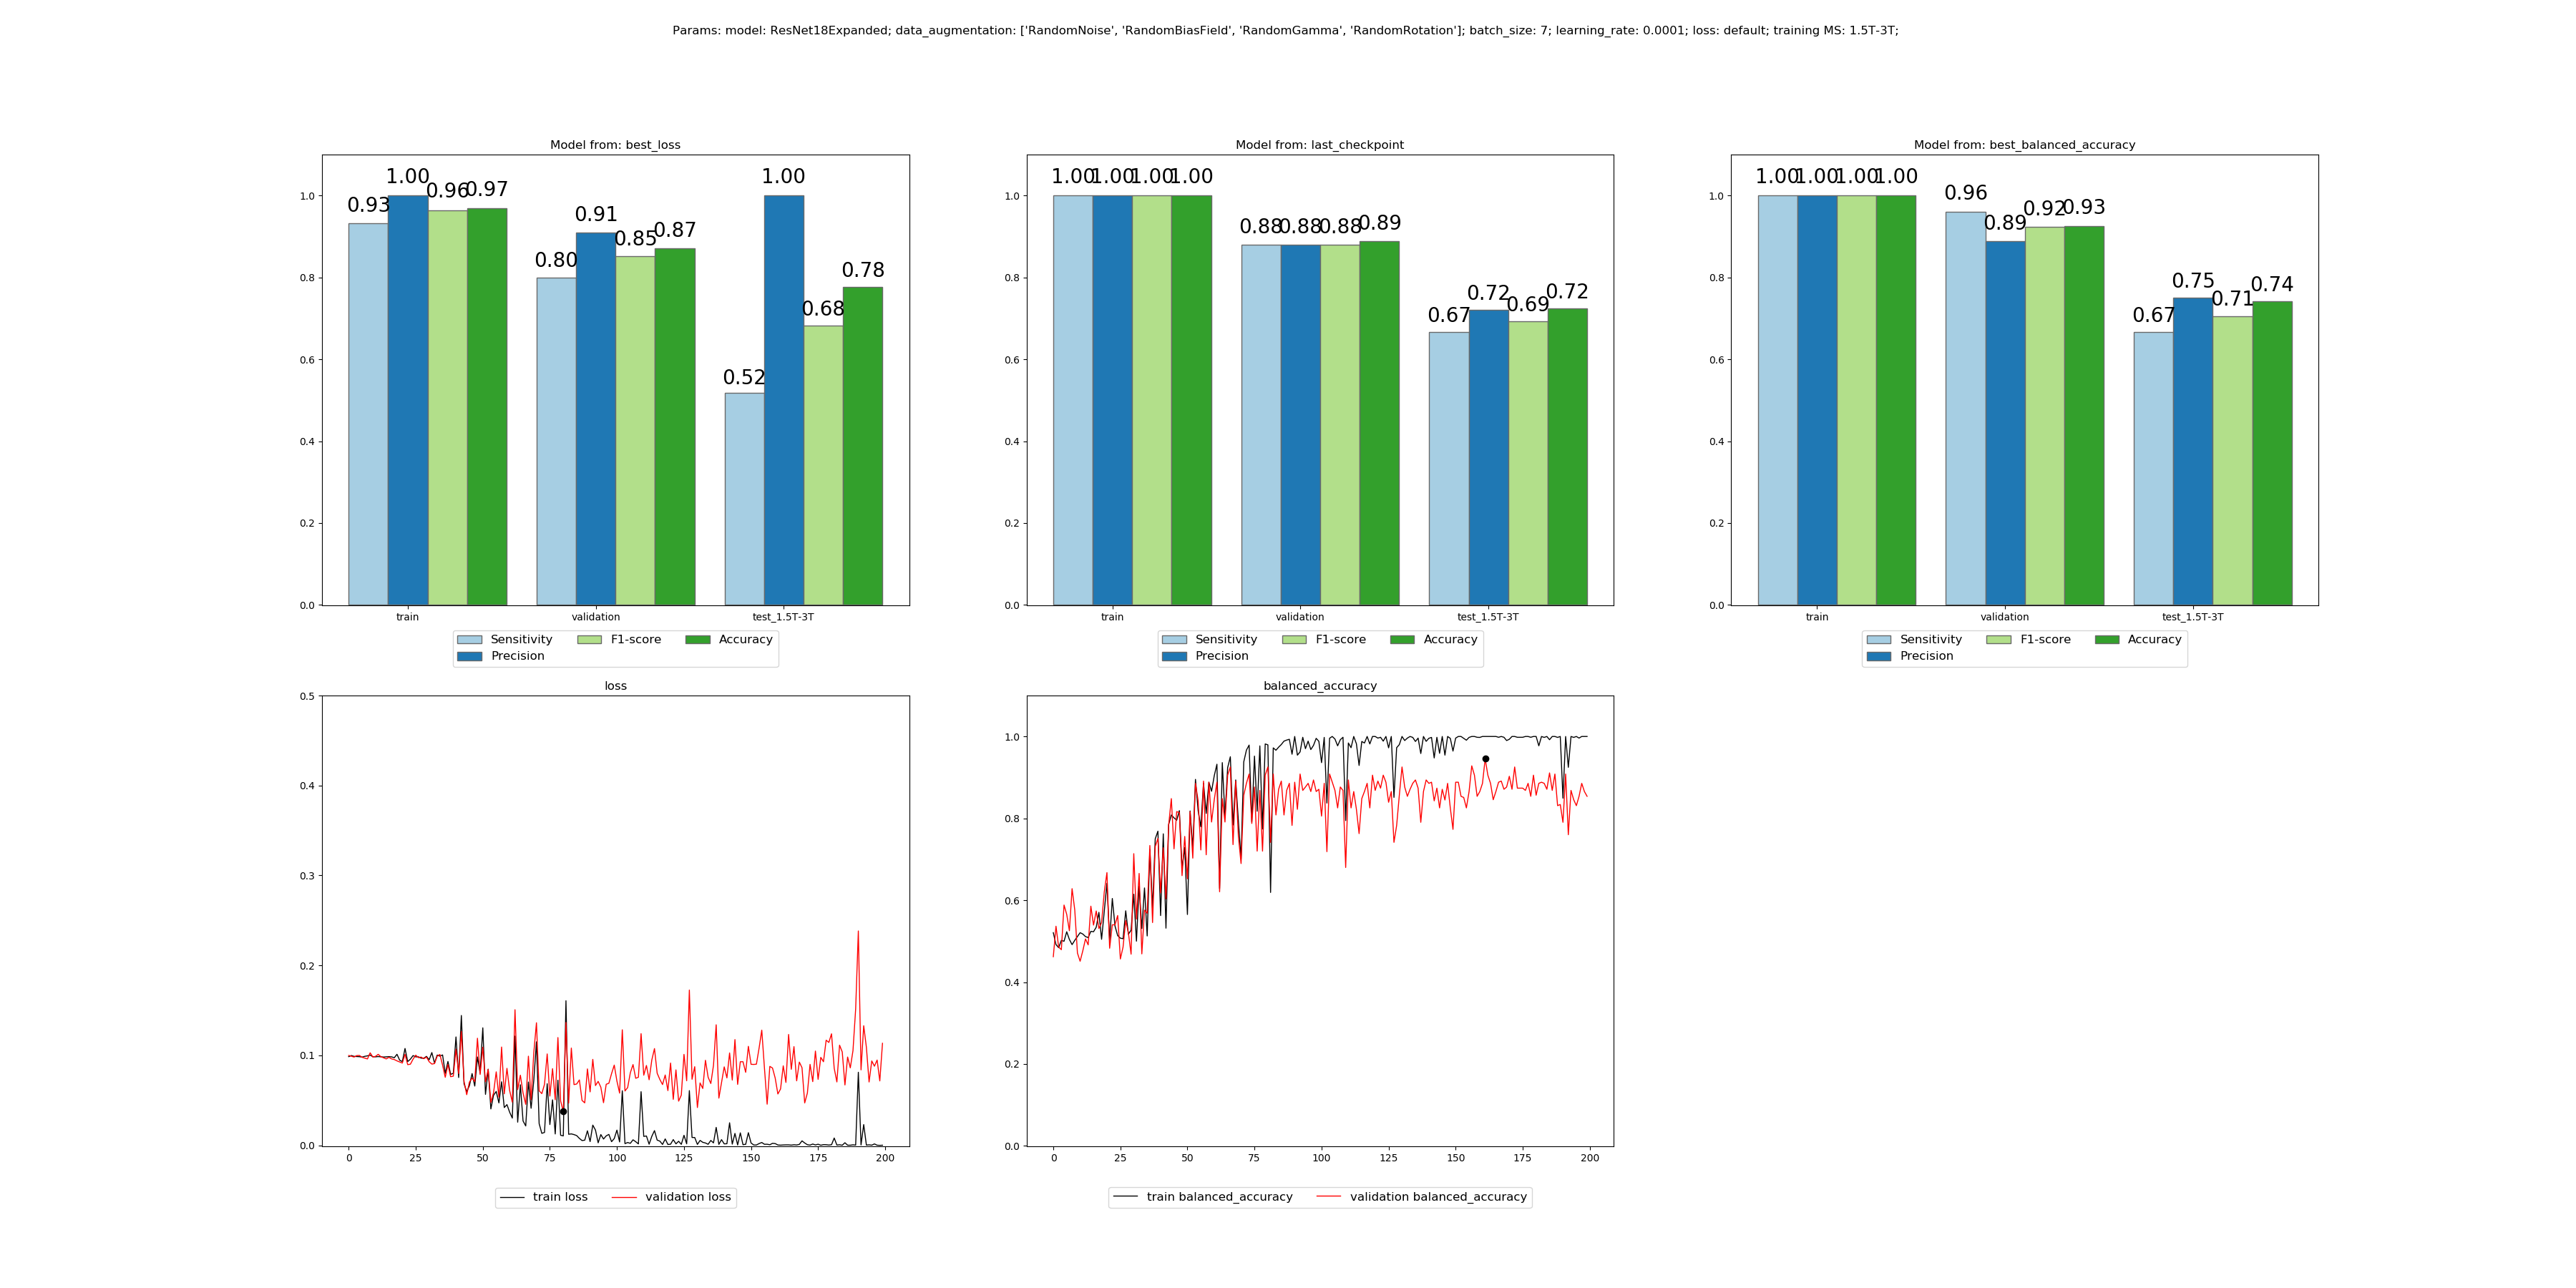 Params: model: ResNet18Expanded; data_augmentation: ['RandomNoise', 'RandomBiasField', 'RandomGamma', 'RandomRotation']; batch_size: 7; learning_rate: 0.0001; loss: default; training MS: 1.5T-3T;
Model from: best_loss
1.0
0.8
0.6
0.4
0.2
0.0
0.93 1.00 0.96 0.97
0.80 0.91 0.85 0.87
0.52 1.00 0.68 0.78
train validation test_1.5T-3T
Sensitivity F1-score Accuracy
Precision
Model from: last_checkpoint
1.0
0.8
0.6
0.4
0.2
0.0
1.00 1.00 1.00 1.00
0.88 0.88 0.88 0.89
0.67 0.72 0.69 0.72
train validation test_1.5T-3T
Sensitivity F1-score Accuracy
Precision
Model from: best_balanced_accuracy
1.0
0.8
0.6
0.4
0.2
0.0
1.00 1.00 1.00 1.00
0.96 0.89 0.92 0.93
0.67 0.75 0.71 0.74
train validation test_1.5T-3T
Sensitivity F1-score Accuracy
Precision
loss
0.5
0.4
0.3
0.2
0.1
0.0
0 25 50 75 100 125 150 175 200
train loss validation loss
balanced_accuracy
1.0
0.8
0.6
0.4
0.2
0.0
0 25 50 75 100 125 150 175 200
train balanced_accuracy validation balanced_accuracy